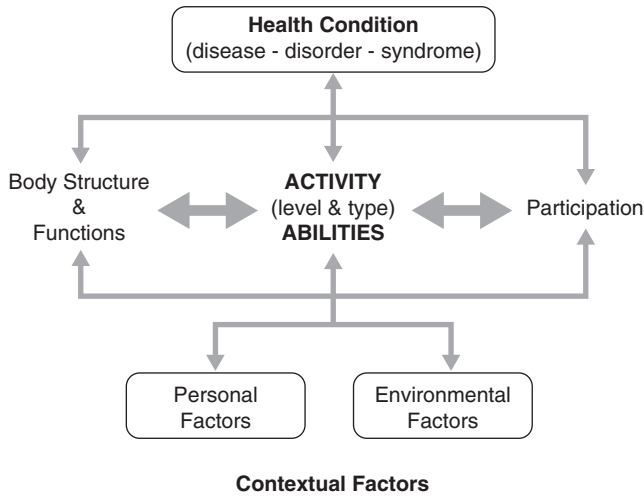 Health Condition
(disease - disorder - syndrome)
Body Structure
&
Functions
ACTIVITY
(level & type)
ABILITIES
Participation
Personal
Factors
Environmental
Factors
Contextual Factors